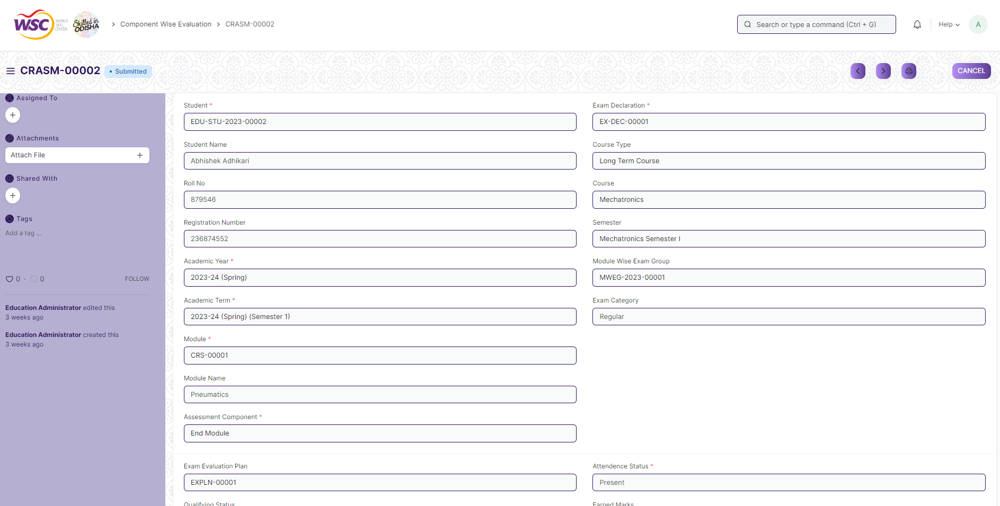 WSC WORLD SKILL CENTER
Skilled in ODISHA
Component Wise Evaluation
CRASM-00002
Search or type a command (Ctrl + G)
Help
A
CRASM-00002
Submitted
CANCEL
Assigned To
Attachments
Attach File
Shared With
Tags
Add a tag ...
0 · 0
FOLLOW
Education Administrator edited this
3 weeks ago
Education Administrator created this
3 weeks ago
Student *
EDU-STU-2023-00002
Student Name
Abhishek Adhikari
Roll No
879546
Registration Number
236874552
Academic Year *
2023-24 (Spring)
Academic Term *
2023-24 (Spring) (Semester 1)
Module *
CRS-00001
Module Name
Pneumatics
Assessment Component *
End Module
Exam Declaration *
EX-DEC-00001
Course Type
Long Term Course
Course
Mechatronics
Semester
Mechatronics Semester I
Module Wise Exam Group
MWEG-2023-00001
Exam Category
Regular
Exam Evaluation Plan
EXPLN-00001
Qualifying Status
Attendence Status *
Present
Earned Marks